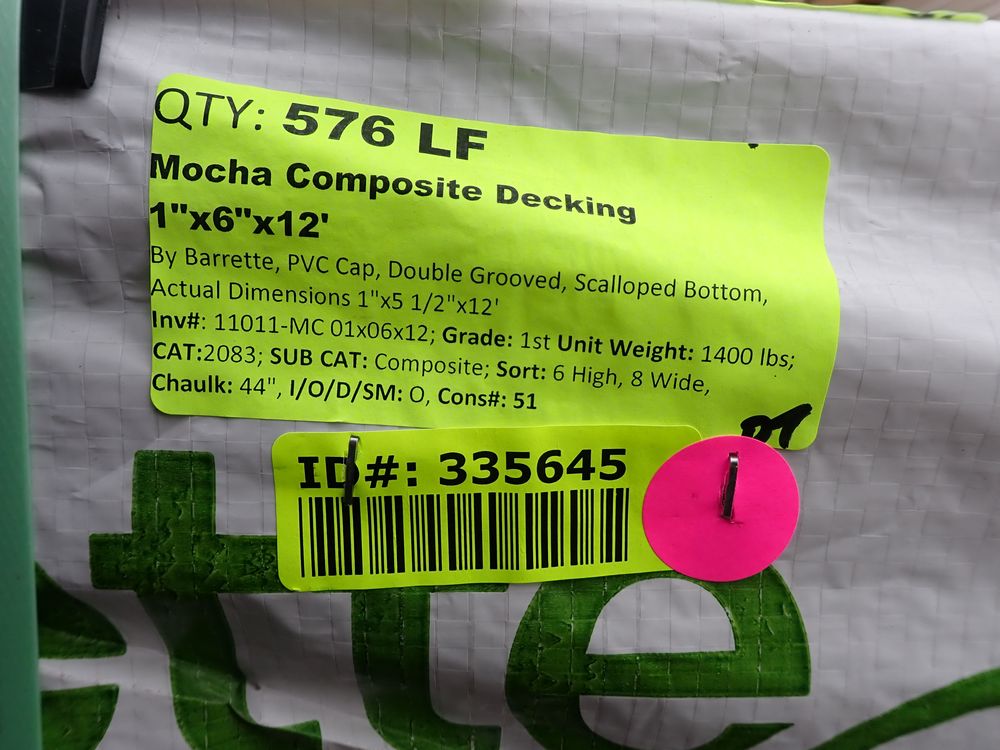 QTY: 576 LF
Mocha Composite Decking
1"x6"x12'
By Barrette, PVC Cap, Double Grooved, Scalloped Bottom,
Actual Dimensions 1"x5 1/2"x12'
Inv#: 11011-MC 01x06x12; Grade: 1st Unit Weight: 1400 lbs;
CAT:2083; SUB CAT: Composite; Sort: 6 High, 8 Wide,
Chaulk: 44", I/O/D/SM: O, Cons#: 51
ID#: 335645
tte